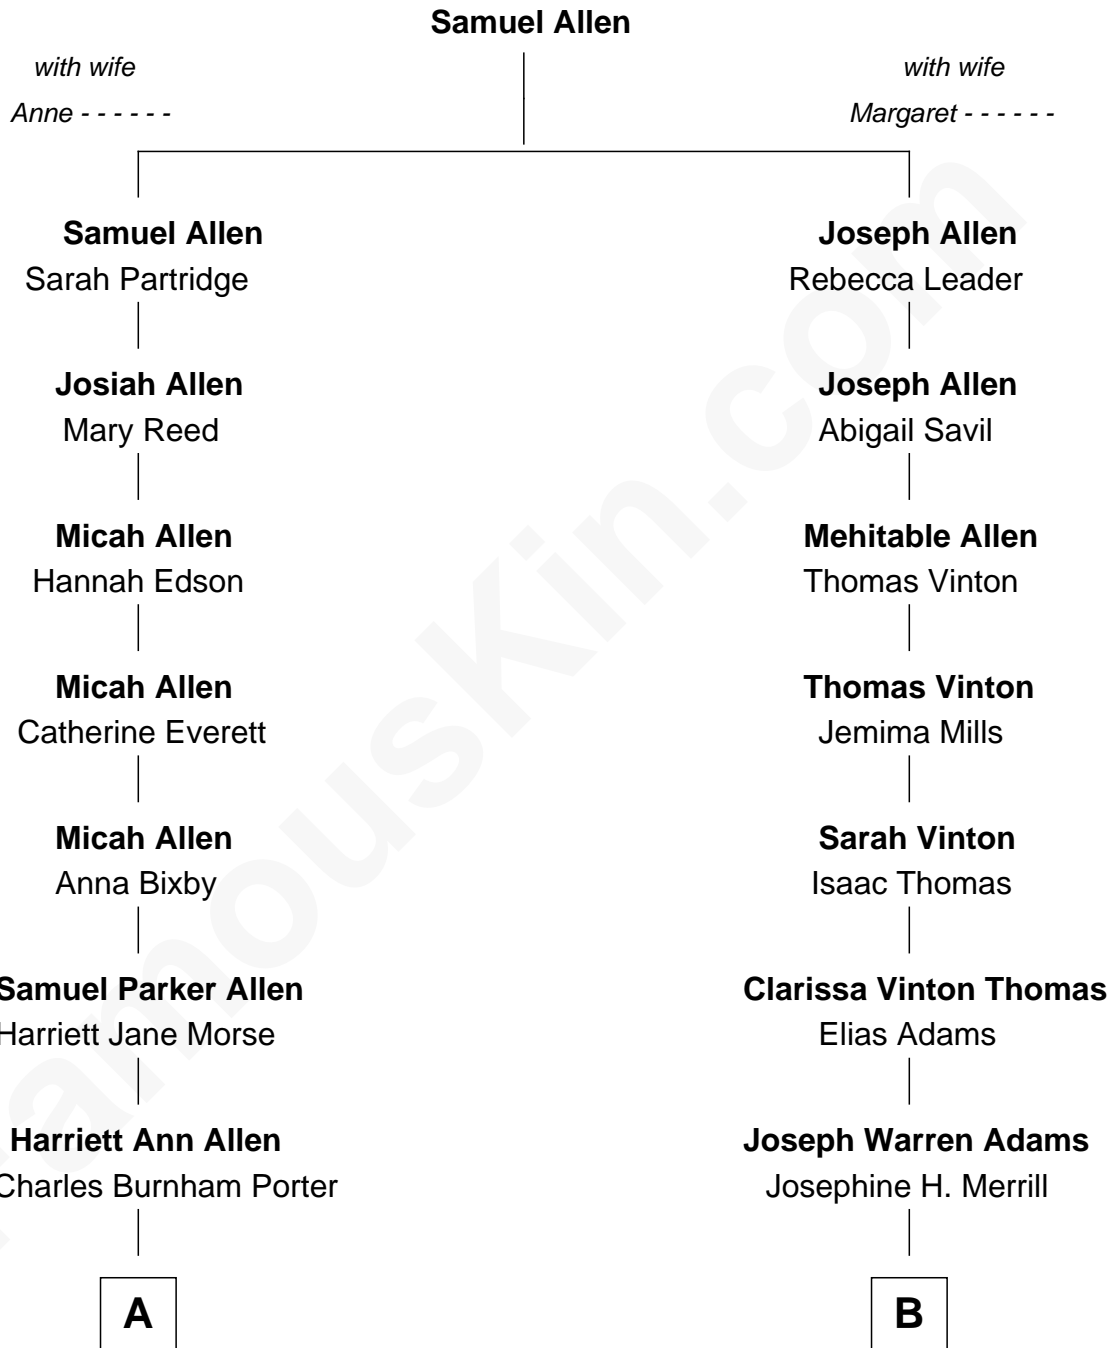 Samuel Allen
with wife
Anne - - - - - -
with wife
Margaret - - - - - -
Samuel Allen
Sarah Partridge
Joseph Allen
Rebecca Leader
Josiah Allen
Mary Reed
Joseph Allen
Abigail Savil
Micah Allen
Hannah Edson
Mehitable Allen
Thomas Vinton
Micah Allen
Catherine Everett
Thomas Vinton
Jemima Mills
Micah Allen
Anna Bixby
Sarah Vinton
Isaac Thomas
Samuel Parker Allen
Harriett Jane Morse
Clarissa Vinton Thomas
Elias Adams
Harriett Ann Allen
Charles Burnham Porter
Joseph Warren Adams
Josephine H. Merrill
A
B
FamousKin.com